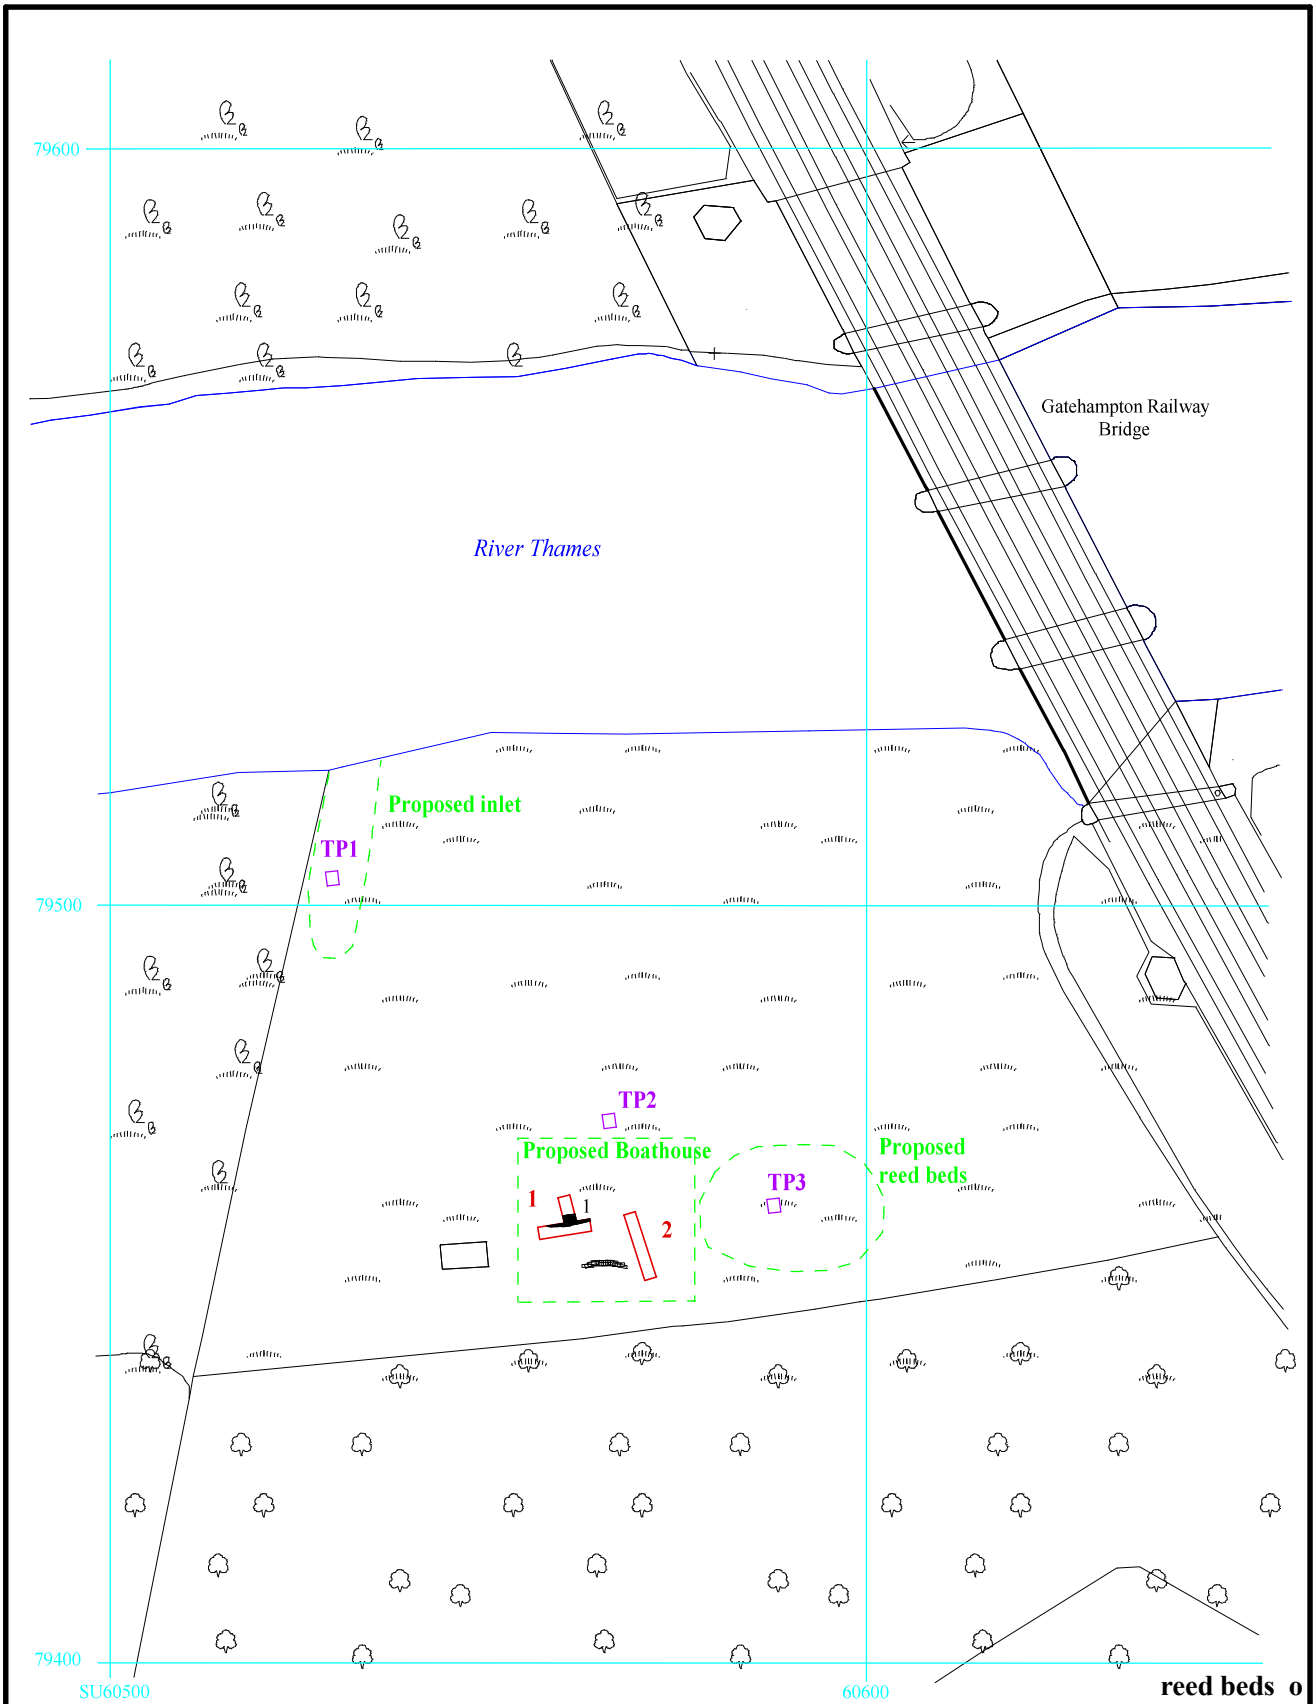 79600
Gatehampton Railway
Bridge
River Thames
Proposed inlet
TP1
79500
TP2
Proposed Boathouse
Proposed
reed beds
TP3
1
1
2
79400
SU60500
60600
reed beds o